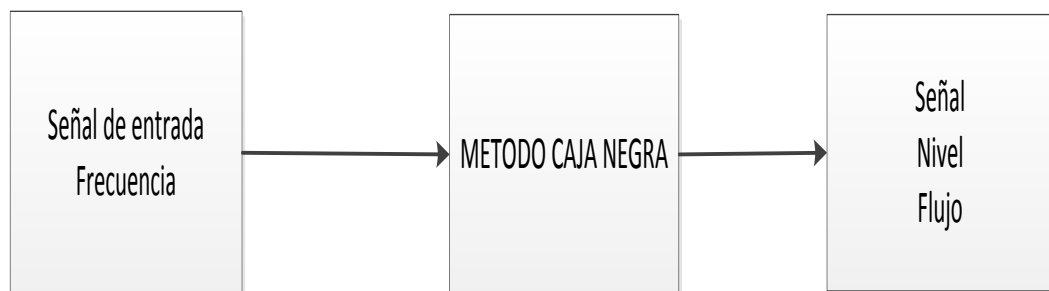 Señal de entrada
Frecuencia
METODO CAJA NEGRA
Señal
Nivel
Flujo